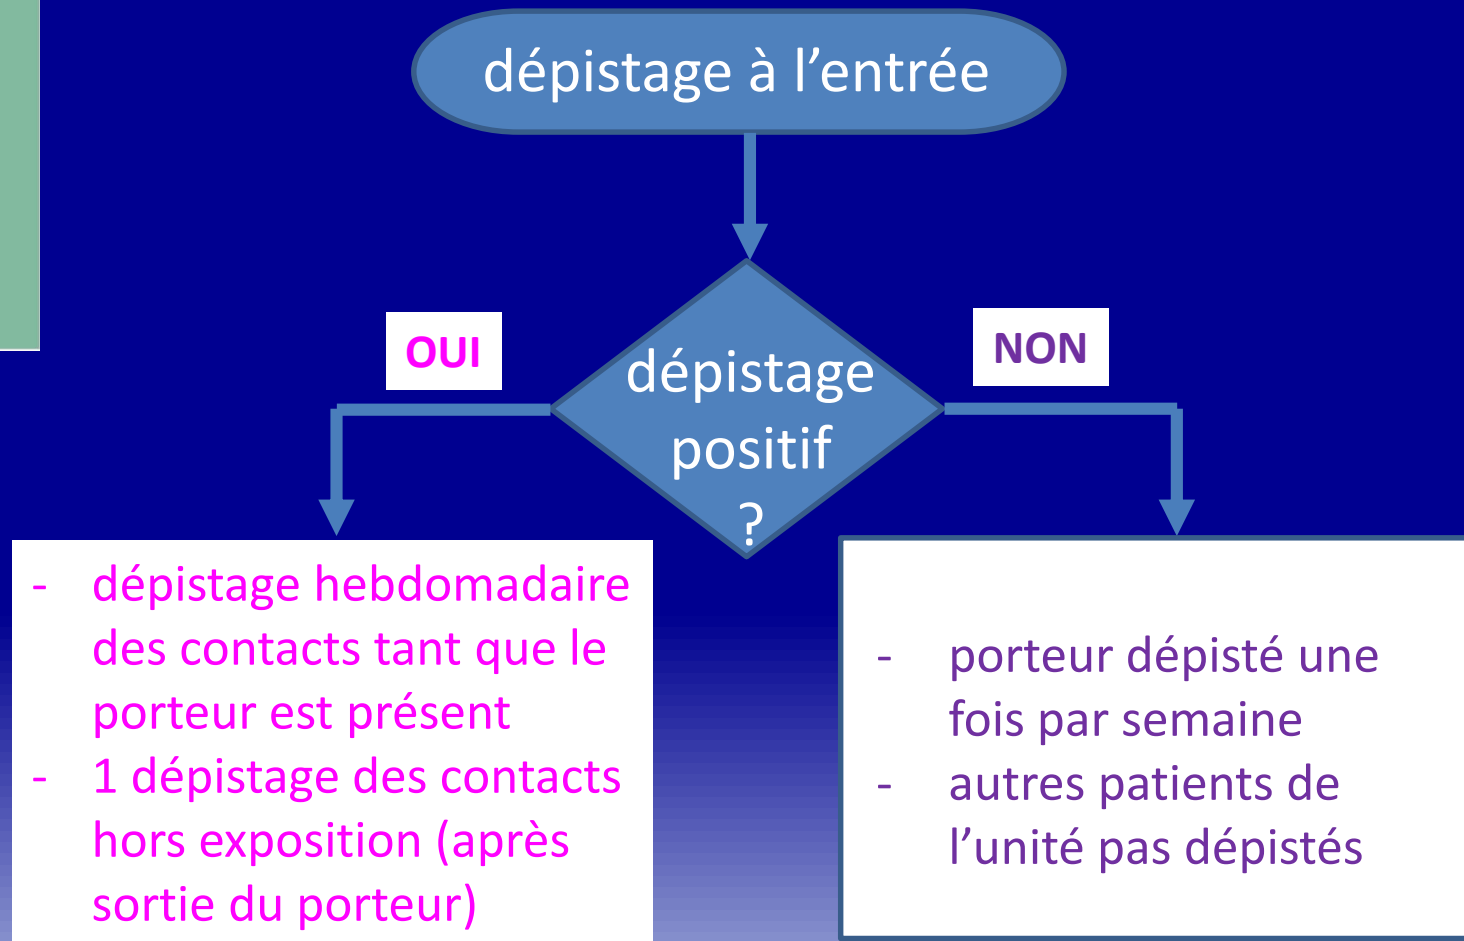 dépistage à l’entrée
OUI
NON
dépistage
positif
?
- dépistage hebdomadaire
des contacts tant que le
porteur est présent
- 1 dépistage des contacts
hors exposition (après
sortie du porteur)
- porteur dépisté une
fois par semaine
- autres patients de
l’unité pas dépistés